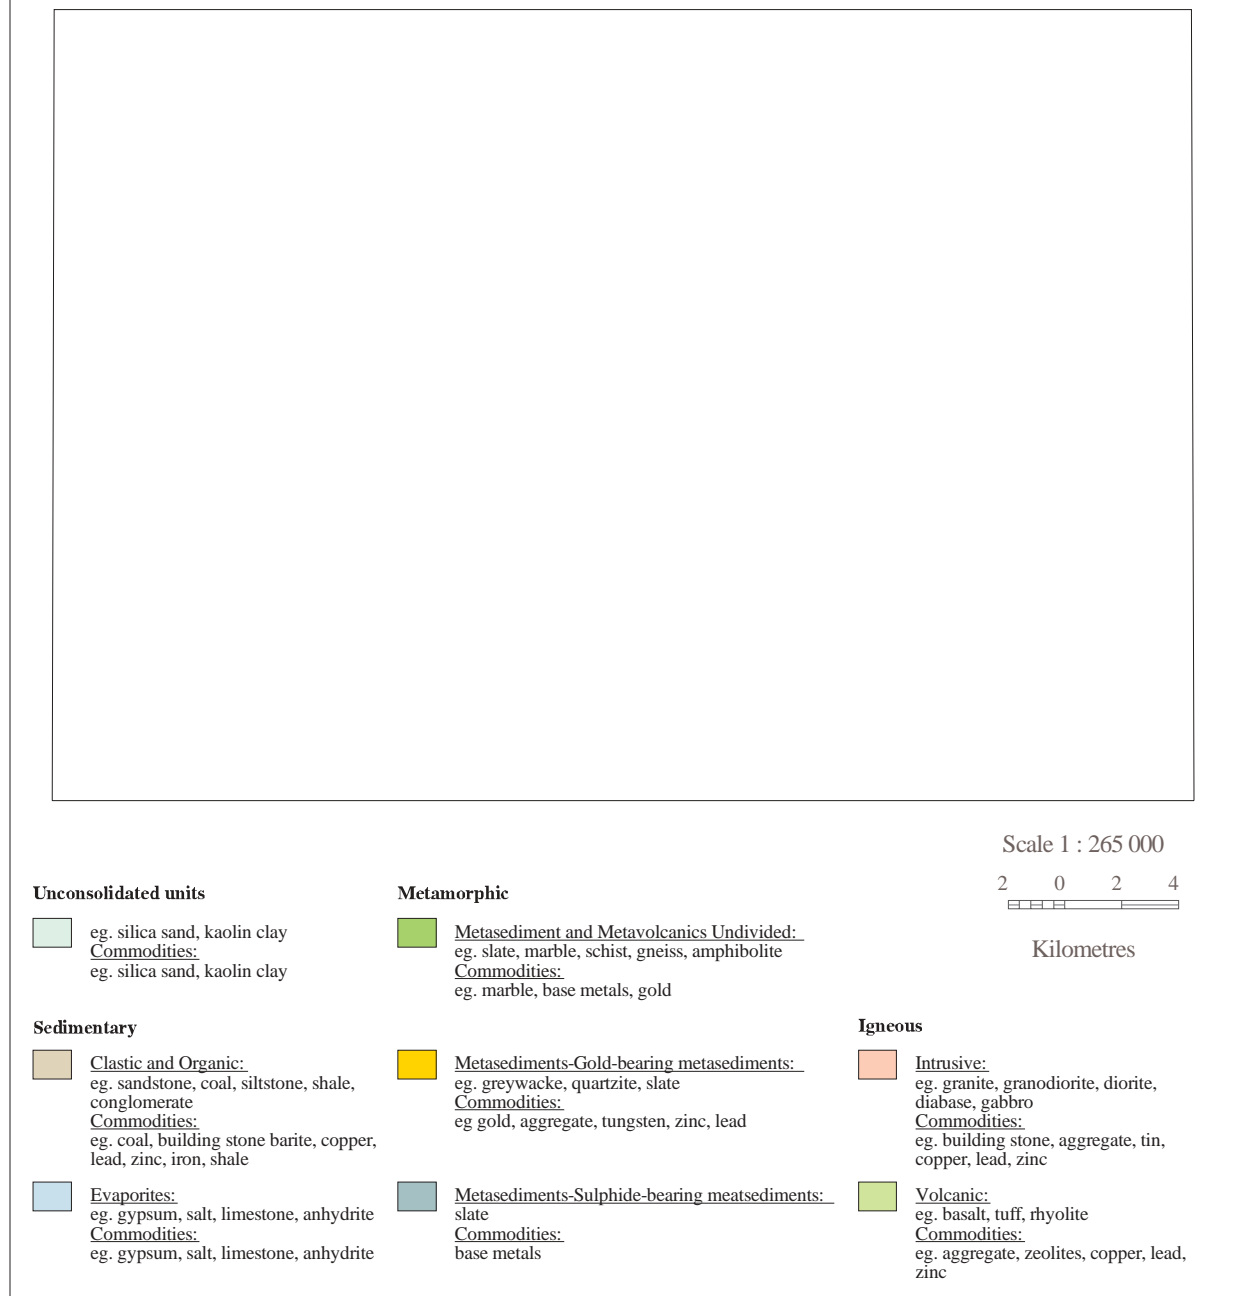 Scale 1 : 265 000
2 0 2 4
Kilometres
Unconsolidated units
eg. silica sand, kaolin clay
Commodities:
eg. silica sand, kaolin clay
Sedimentary
Clastic and Organic:
eg. sandstone, coal, siltstone, shale,
conglomerate
Commodities:
eg. coal, building stone barite, copper,
lead, zinc, iron, shale
Evaporites:
eg. gypsum, salt, limestone, anhydrite
Commodities:
eg. gypsum, salt, limestone, anhydrite
Metamorphic
Metasediment and Metavolcanics Undivided:
eg. slate, marble, schist, gneiss, amphibolite
Commodities:
eg. marble, base metals, gold
Metasediments-Gold-bearing metasediments:
eg. greywacke, quartzite, slate
Commodities:
eg gold, aggregate, tungsten, zinc, lead
Metasediments-Sulphide-bearing meatsediments:
slate
Commodities:
base metals
Igneous
Intrusive:
eg. granite, granodiorite, diorite,
diabase, gabbro
Commodities:
eg. building stone, aggregate, tin,
copper, lead, zinc
Volcanic:
eg. basalt, tuff, rhyolite
Commodities:
eg. aggregate, zeolites, copper, lead,
zinc